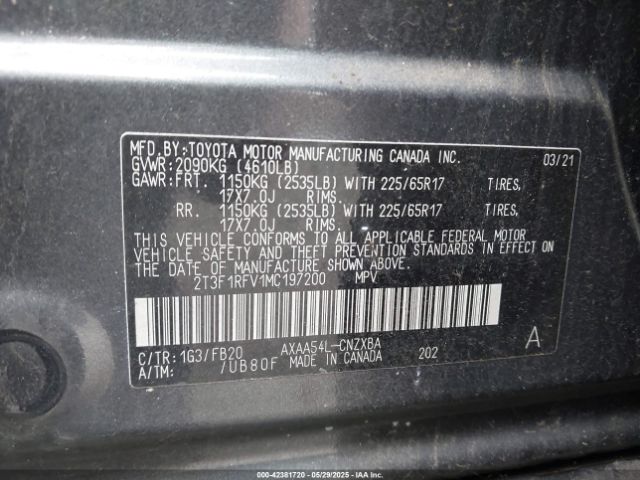 MFD.BY:TOYOTA MOTOR MANUFACTURING CANADA INC. 03/21
GVWR:2090KG (4610LB)
GAWR:FRT. 1150KG (2535LB) WITH 225/65R17 TIRES,
17X7.0J RIMS.
RR. 1150KG (2535LB) WITH 225/65R17 TIRES,
17X7.0J RIMS.
THIS VEHICLE CONFORMS TO ALL APPLICABLE FEDERAL MOTOR
VEHICLE SAFETY AND THEFT PREVENTION STANDARDS IN EFFECT ON
THE DATE OF MANUFACTURE SHOWN ABOVE.
2T3F1RFV1MC197200 MPV
C/TR:1G3/FB20 AXAA54L-CNZXBA 202 A
A/TM: /UB80F MADE IN CANADA
00-42381720 - 05/29/2025 - IAA Inc.